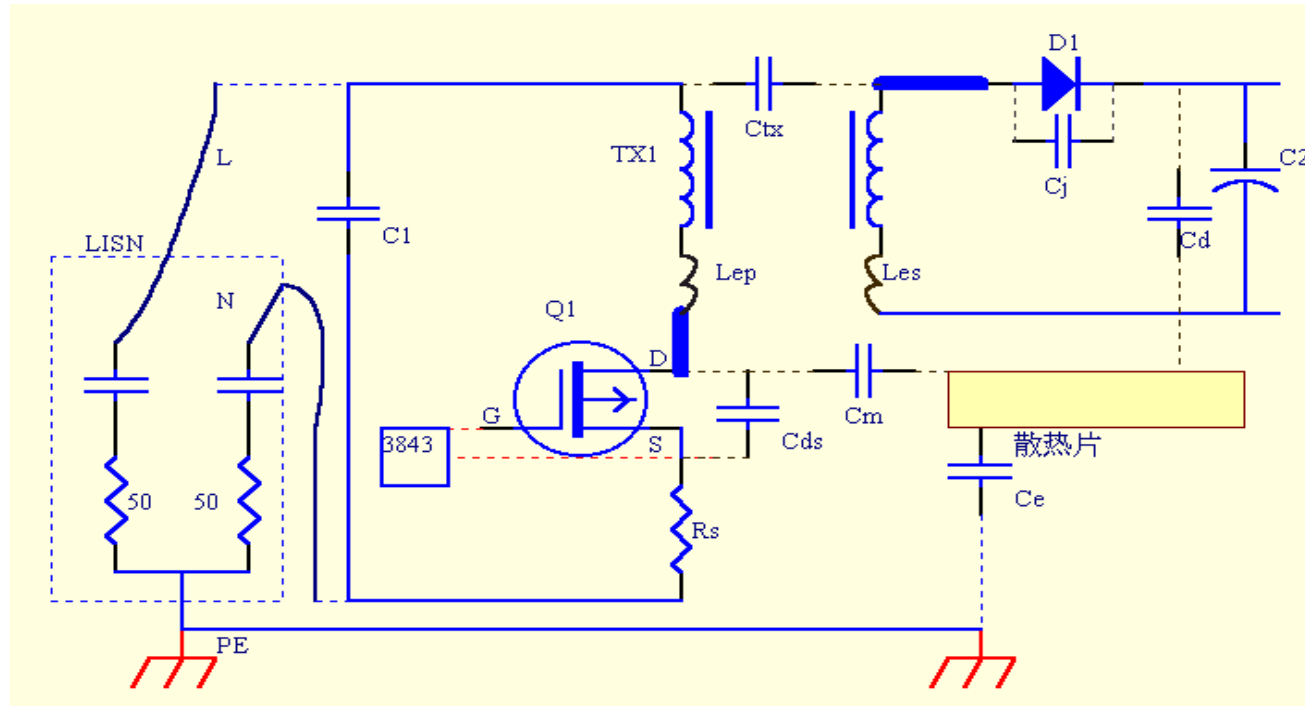 D1
Ctx
L
TX1
Cj
C2
C1
Cd
LISN
N
Lep
Les
Q1
D
G
Cm
3843
S
Cds
散热片
50
50
Ce
Rs
PE